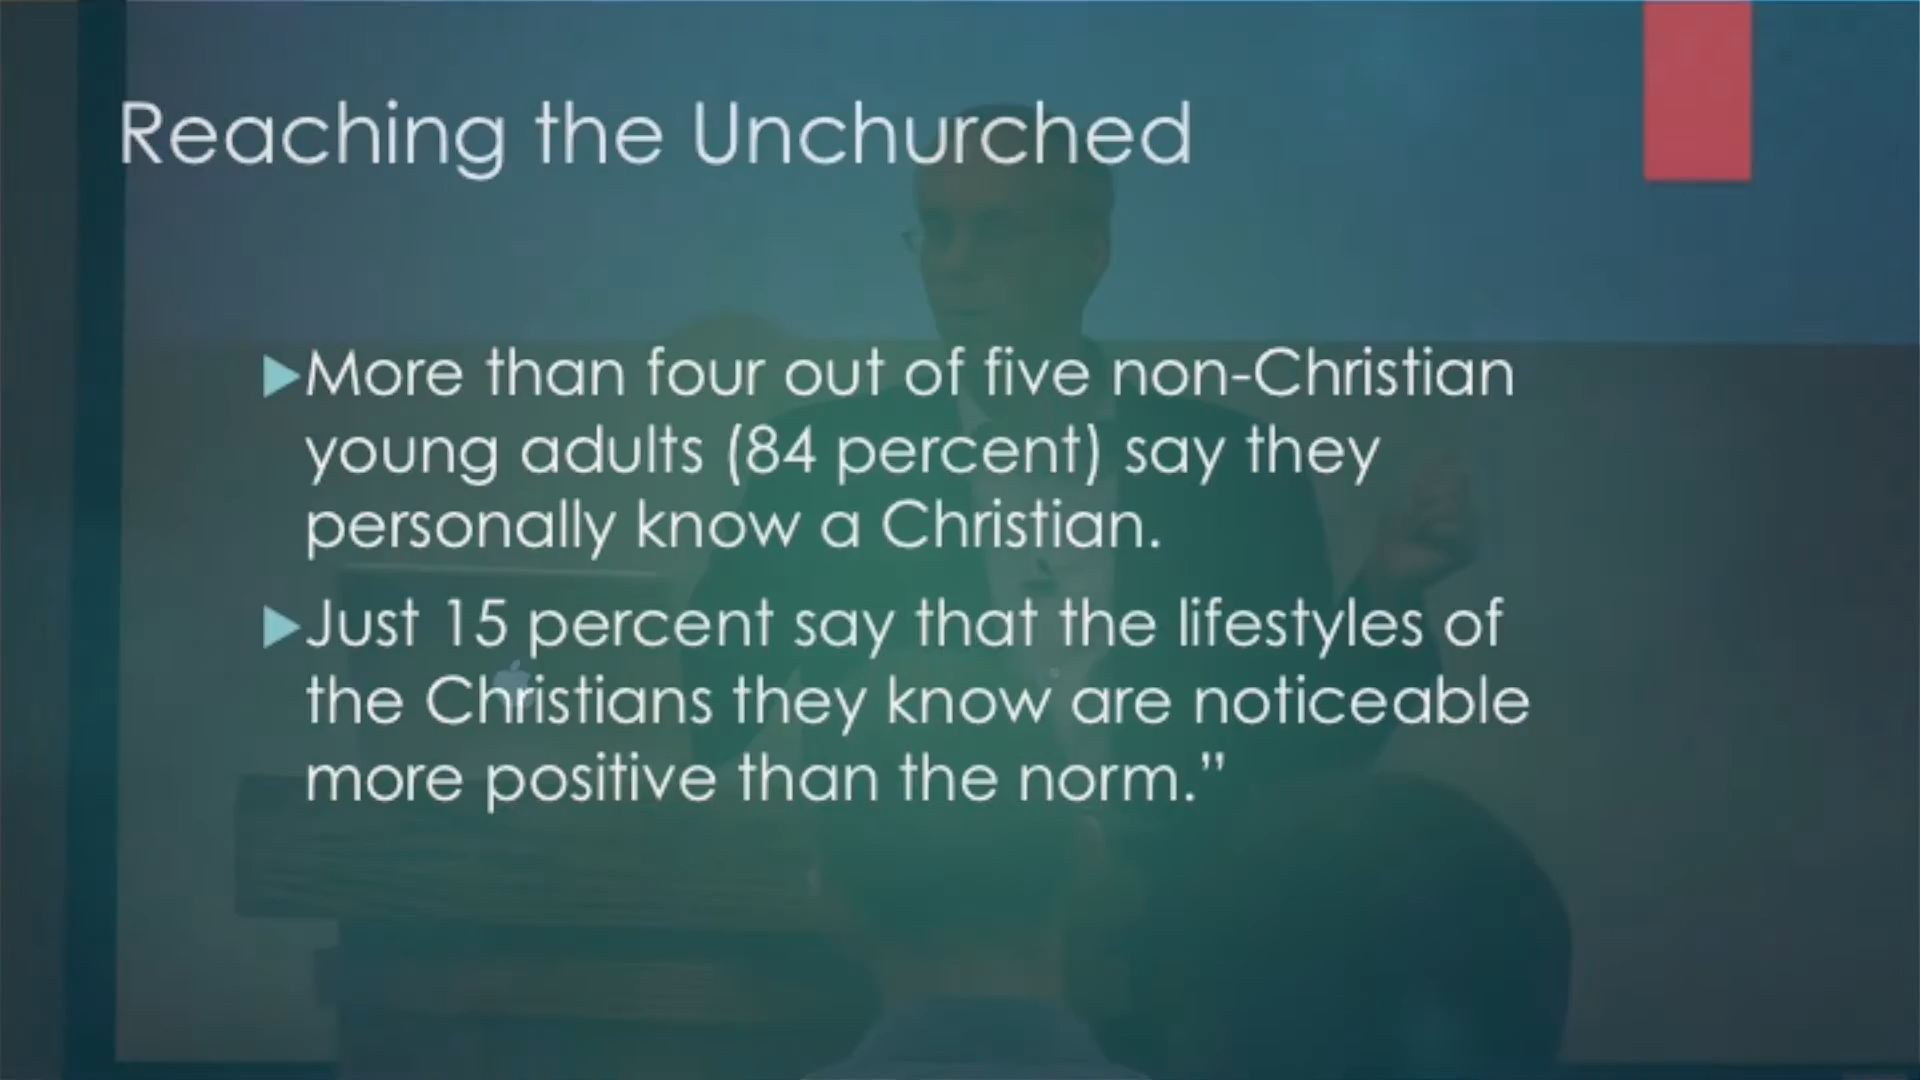 Reaching the Unchurched
More than four out of five non-Christian
young adults (84 percent) say they
personally know a Christian.
Just 15 percent say that the lifestyles of
the Christians they know are noticeable
more positive than the norm.”